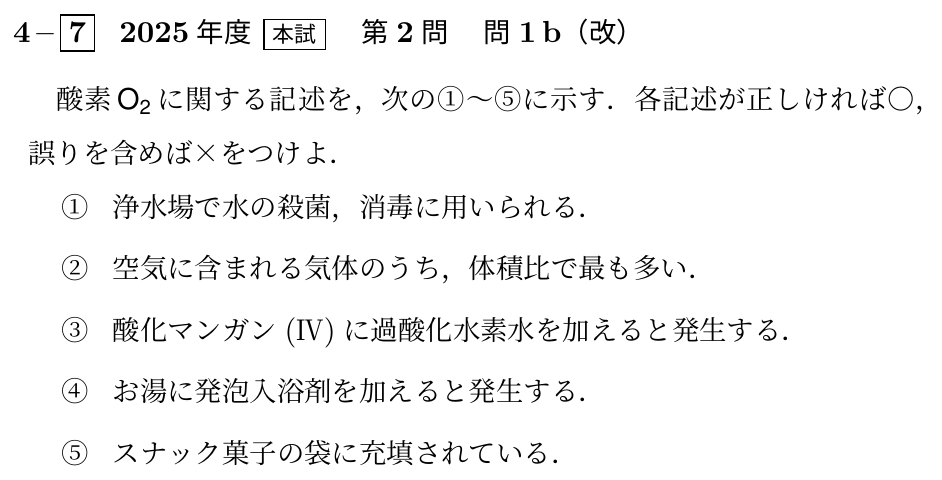 4−7 2025 年度 本試 第 2 問 問 1 b（改）
酸素 O₂ に関する記述を，次の①〜⑤に示す．各記述が正しければ○，
誤りを含めば×をつけよ．
① 浄水場で水の殺菌，消毒に用いられる．
② 空気に含まれる気体のうち，体積比で最も多い．
③ 酸化マンガン (IV) に過酸化水素水を加えると発生する．
④ お湯に発泡入浴剤を加えると発生する．
⑤ スナック菓子の袋に充填されている．